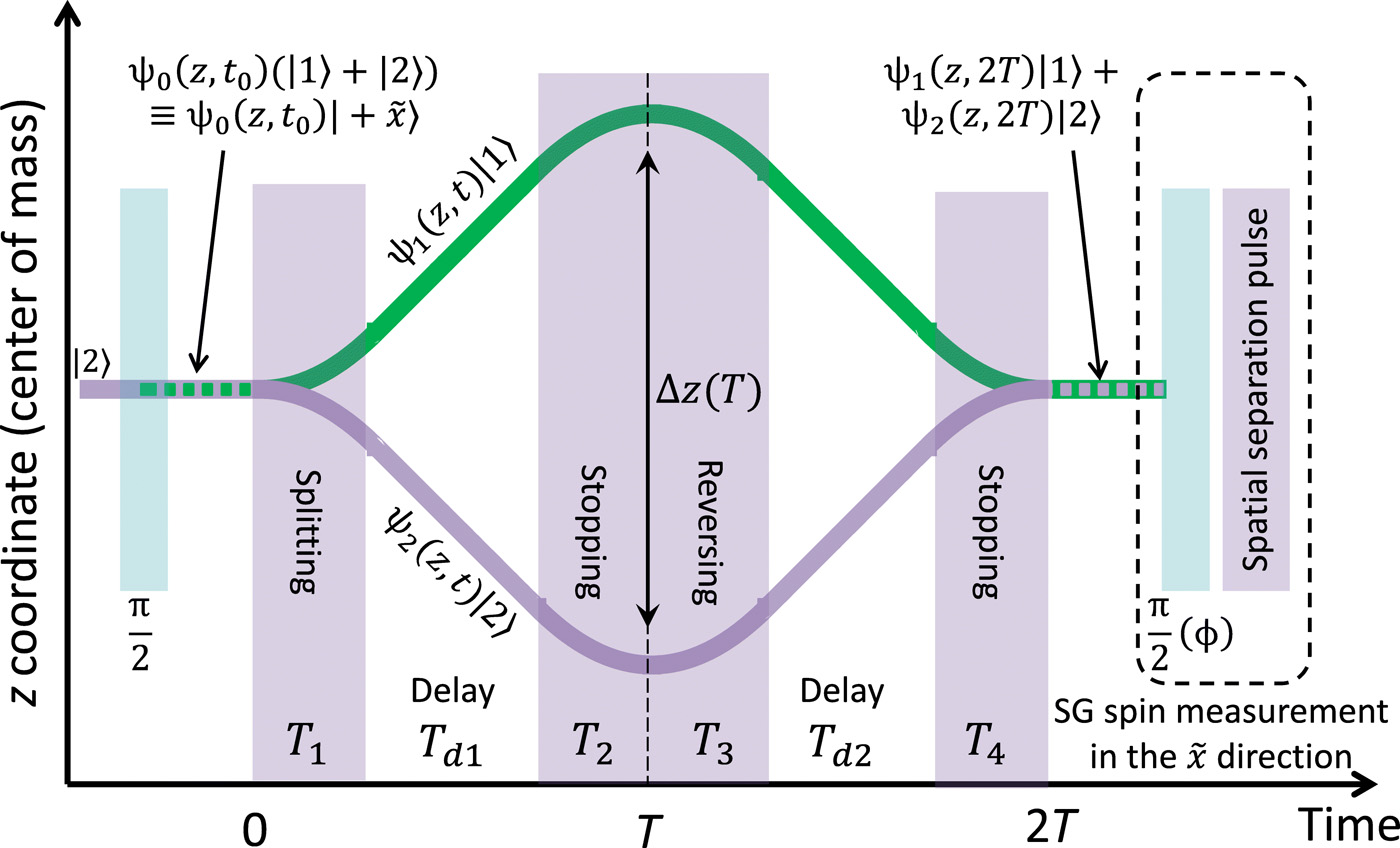 z coordinate (center of mass)
ψ₀(z, t₀)(|1⟩ + |2⟩)
≡ ψ₀(z, t₀)| + x̃⟩
ψ₁(z, 2T)|1⟩ +
ψ₂(z, 2T)|2⟩
|2⟩
ψ₁(z, t)|1⟩
ψ₂(z, t)|2⟩
Δz(T)
Splitting
Stopping
Reversing
Stopping
Spatial separation pulse
π/2
π/2 (ϕ)
Delay
Delay
T₁
T_d1
T₂
T₃
T_d2
T₄
SG spin measurement
in the x̃ direction
0
T
2T
Time